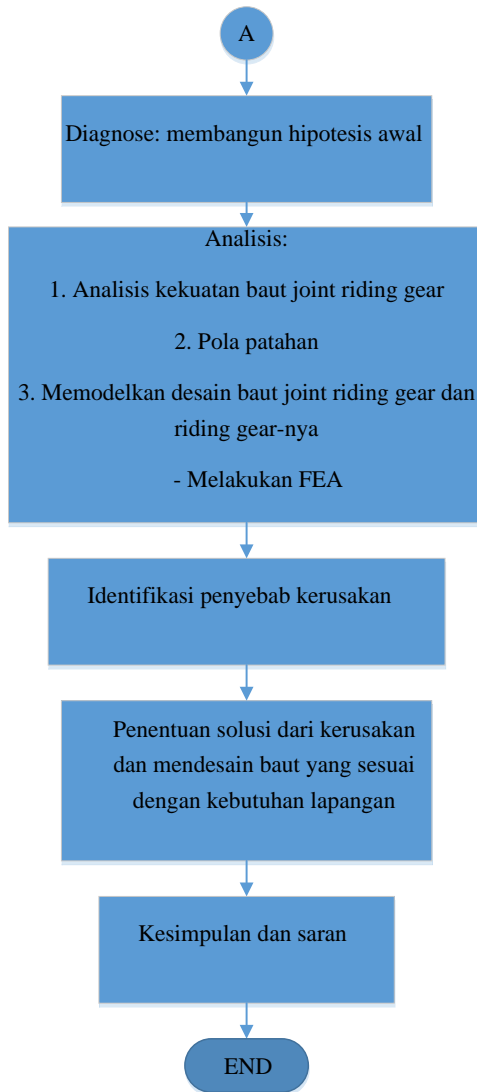 A
Diagnose: membangun hipotesis awal
Analisis:
1. Analisis kekuatan baut joint riding gear
2. Pola patahan
3. Memodelkan desain baut joint riding gear dan
riding gear-nya
- Melakukan FEA
Identifikasi penyebab kerusakan
Penentuan solusi dari kerusakan
dan mendesain baut yang sesuai
dengan kebutuhan lapangan
Kesimpulan dan saran
END